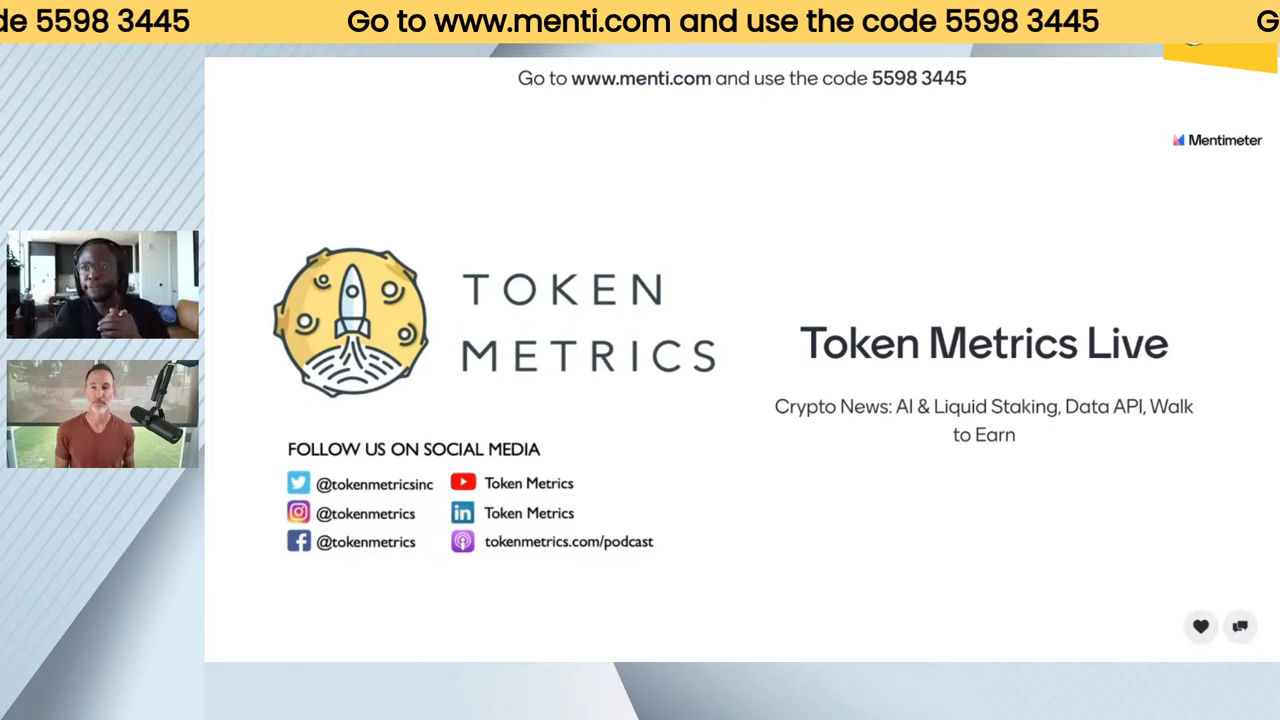 de 5598 3445 Go to www.menti.com and use the code 5598 3445 G
Go to www.menti.com and use the code 5598 3445
Mentimeter
TOKEN
METRICS
Token Metrics Live
Crypto News: AI & Liquid Staking, Data API, Walk
to Earn
FOLLOW US ON SOCIAL MEDIA
@tokenmetricsinc Token Metrics
@tokenmetrics Token Metrics
@tokenmetrics tokenmetrics.com/podcast